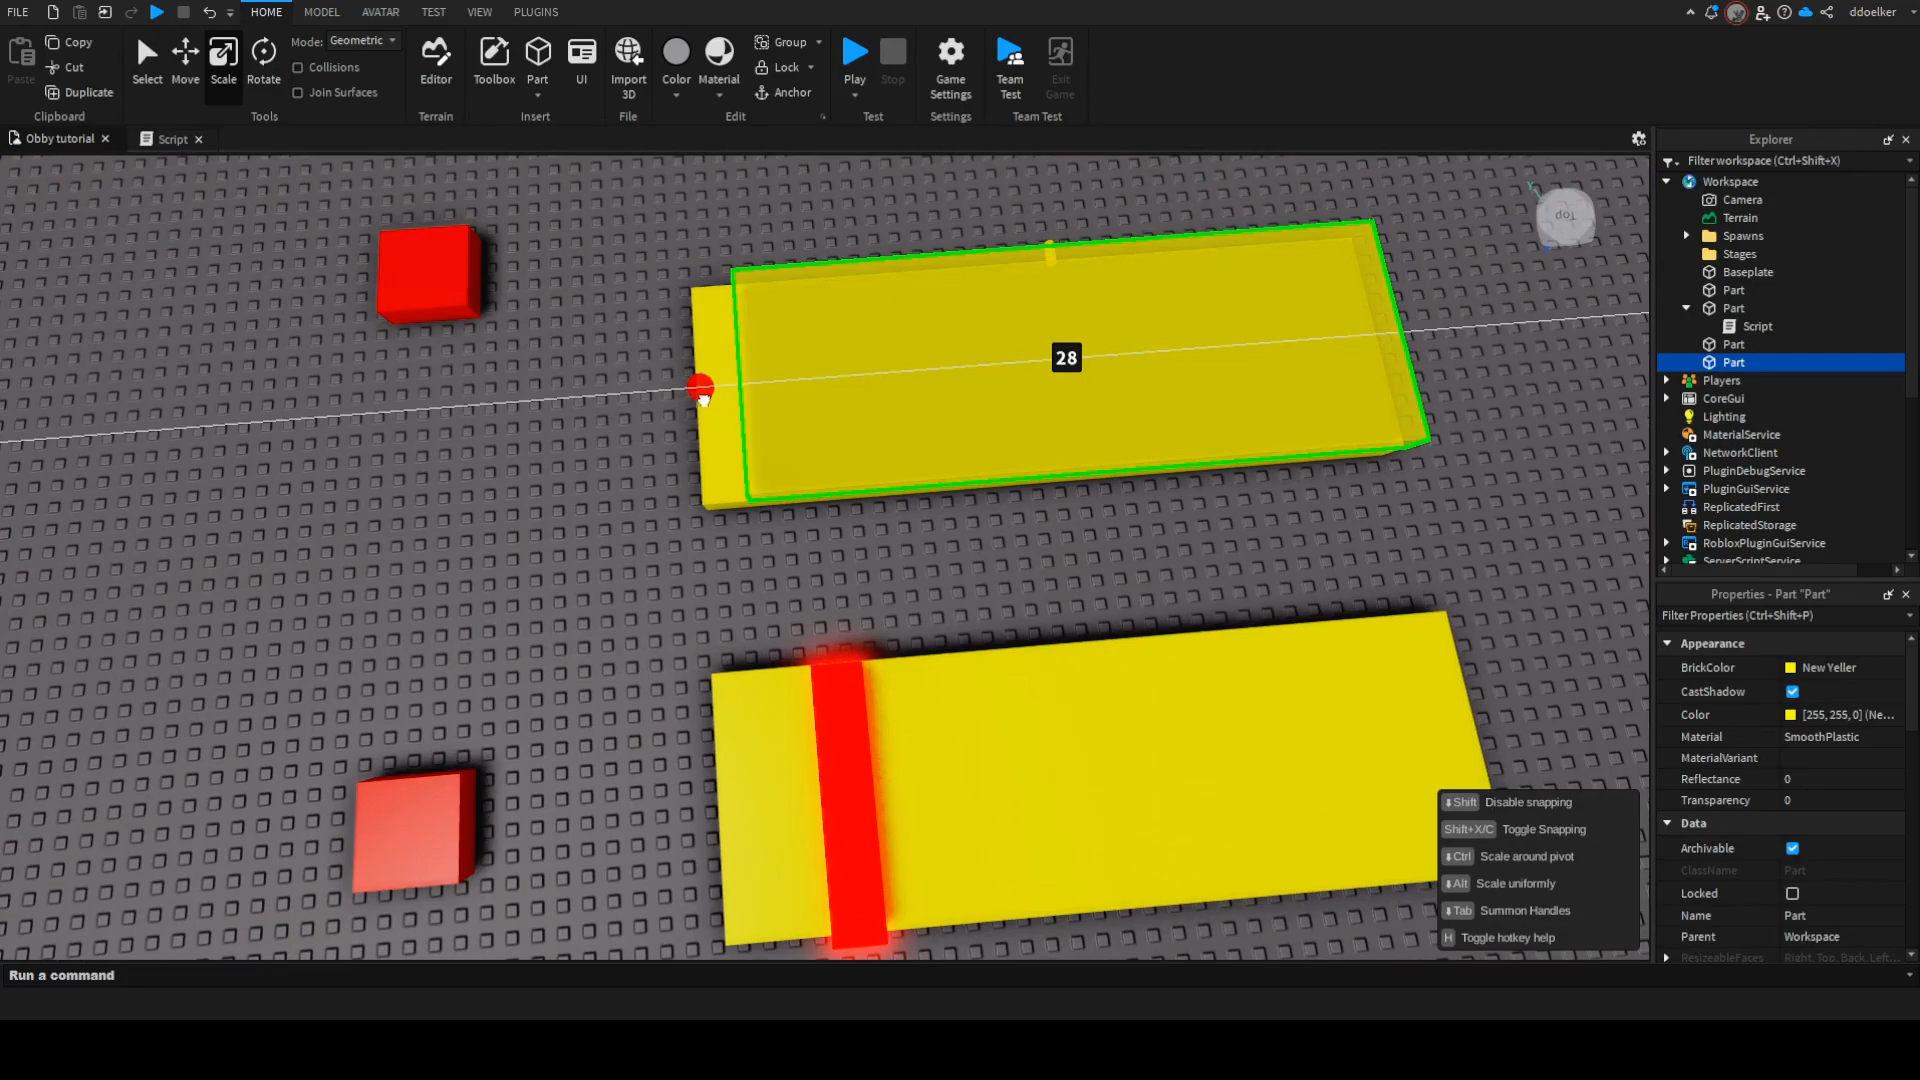 FILE
HOME MODEL AVATAR TEST VIEW PLUGINS
ddoelker
Paste
Copy
Cut
Duplicate
Clipboard
Select Move Scale Rotate
Mode: Geometric
Collisions
Join Surfaces
Tools
Editor
Terrain
Toolbox Part UI
Insert
Import
3D
File
Color Material
Group
Lock
Anchor
Edit
Play Stop
Test
Game
Settings
Settings
Team
Test
Exit
Game
Team Test
Obby tutorial
Script
Top
Y
28
Shift Disable snapping
Shift+X/C Toggle Snapping
Ctrl Scale around pivot
Alt Scale uniformly
Tab Summon Handles
H Toggle hotkey help
Run a command
Explorer
Filter workspace (Ctrl+Shift+X)
Workspace
Camera
Terrain
Spawns
Stages
Baseplate
Part
Part
Script
Part
Part
Players
CoreGui
Lighting
MaterialService
NetworkClient
PluginDebugService
PluginGuiService
ReplicatedFirst
ReplicatedStorage
RobloxPluginGuiService
ServerScriptService
Properties - Part "Part"
Filter Properties (Ctrl+Shift+P)
Appearance
BrickColor New Yeller
CastShadow
Color [255, 255, 0] (Ne...
Material SmoothPlastic
MaterialVariant
Reflectance 0
Transparency 0
Data
Archivable
ClassName Part
Locked
Name Part
Parent Workspace
ResizeableFaces Right, Top, Back, Left...